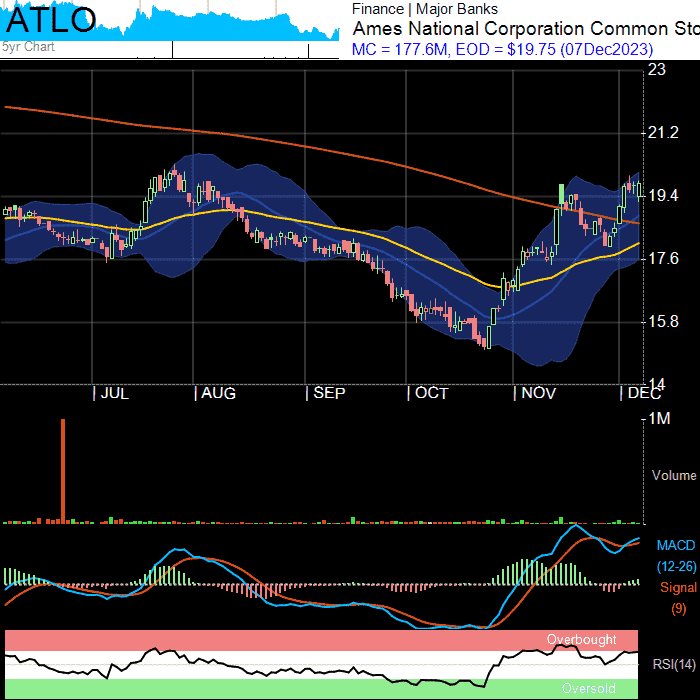 ATLO
5yr Chart
Finance | Major Banks
Ames National Corporation Common Sto
MC = 177.6M, EOD = $19.75 (07Dec2023)
23
21.2
19.4
17.6
15.8
14
JUL AUG SEP OCT NOV DEC
1M
Volume
MACD
(12-26)
Signal
(9)
Overbought
RSI(14)
Oversold